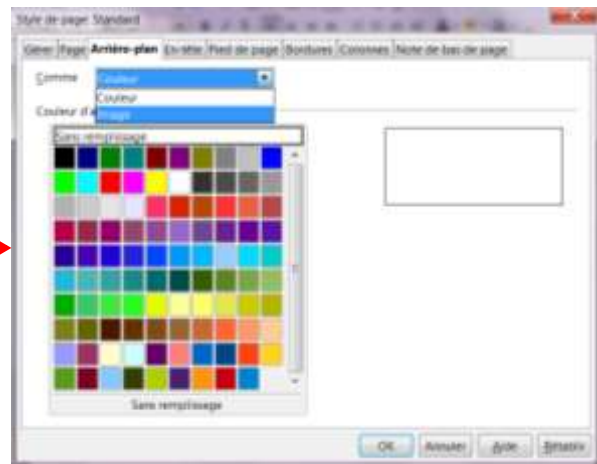 Style de page: Standard
Gérer Page Arrière-plan En-tête Pied de page Bordures Colonnes Note de bas de page
Comme Couleur
Couleur
Couleur d'a Image
Sans remplissage
Sans remplissage
OK Annuler Aide Rétablir